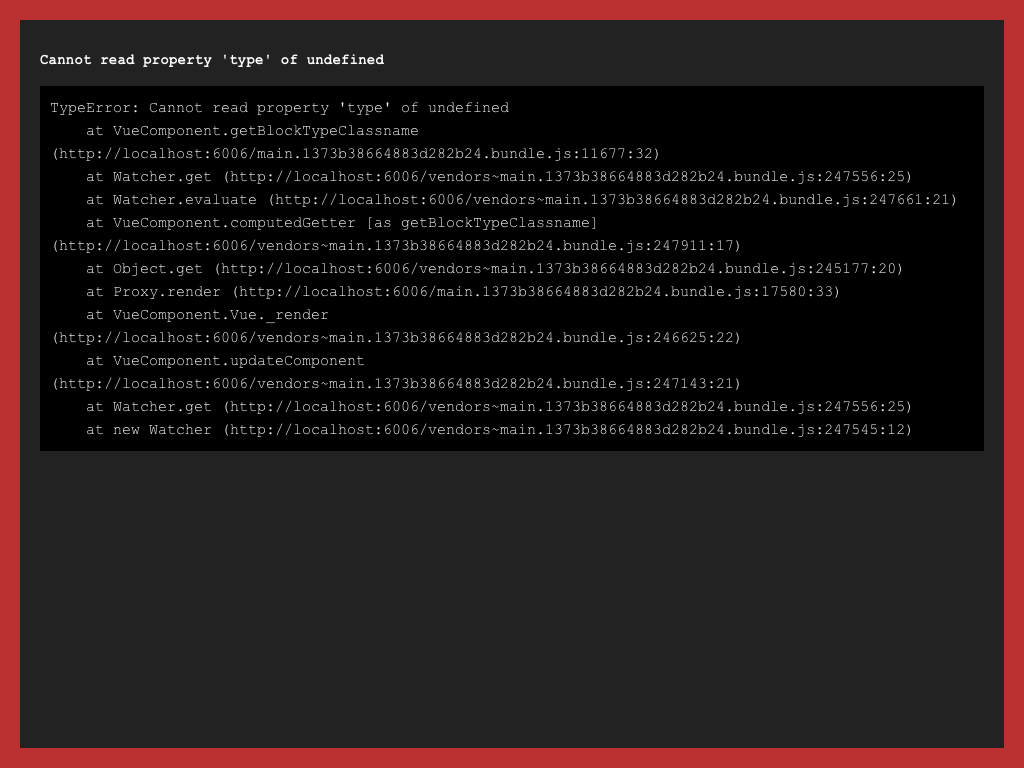 Cannot read property 'type' of undefined
TypeError: Cannot read property 'type' of undefined
    at VueComponent.getBlockTypeClassname
(http://localhost:6006/main.1373b38664883d282b24.bundle.js:11677:32)
    at Watcher.get (http://localhost:6006/vendors~main.1373b38664883d282b24.bundle.js:247556:25)
    at Watcher.evaluate (http://localhost:6006/vendors~main.1373b38664883d282b24.bundle.js:247661:21)
    at VueComponent.computedGetter [as getBlockTypeClassname]
(http://localhost:6006/vendors~main.1373b38664883d282b24.bundle.js:247911:17)
    at Object.get (http://localhost:6006/vendors~main.1373b38664883d282b24.bundle.js:245177:20)
    at Proxy.render (http://localhost:6006/main.1373b38664883d282b24.bundle.js:17580:33)
    at VueComponent.Vue._render
(http://localhost:6006/vendors~main.1373b38664883d282b24.bundle.js:246625:22)
    at VueComponent.updateComponent
(http://localhost:6006/vendors~main.1373b38664883d282b24.bundle.js:247143:21)
    at Watcher.get (http://localhost:6006/vendors~main.1373b38664883d282b24.bundle.js:247556:25)
    at new Watcher (http://localhost:6006/vendors~main.1373b38664883d282b24.bundle.js:247545:12)